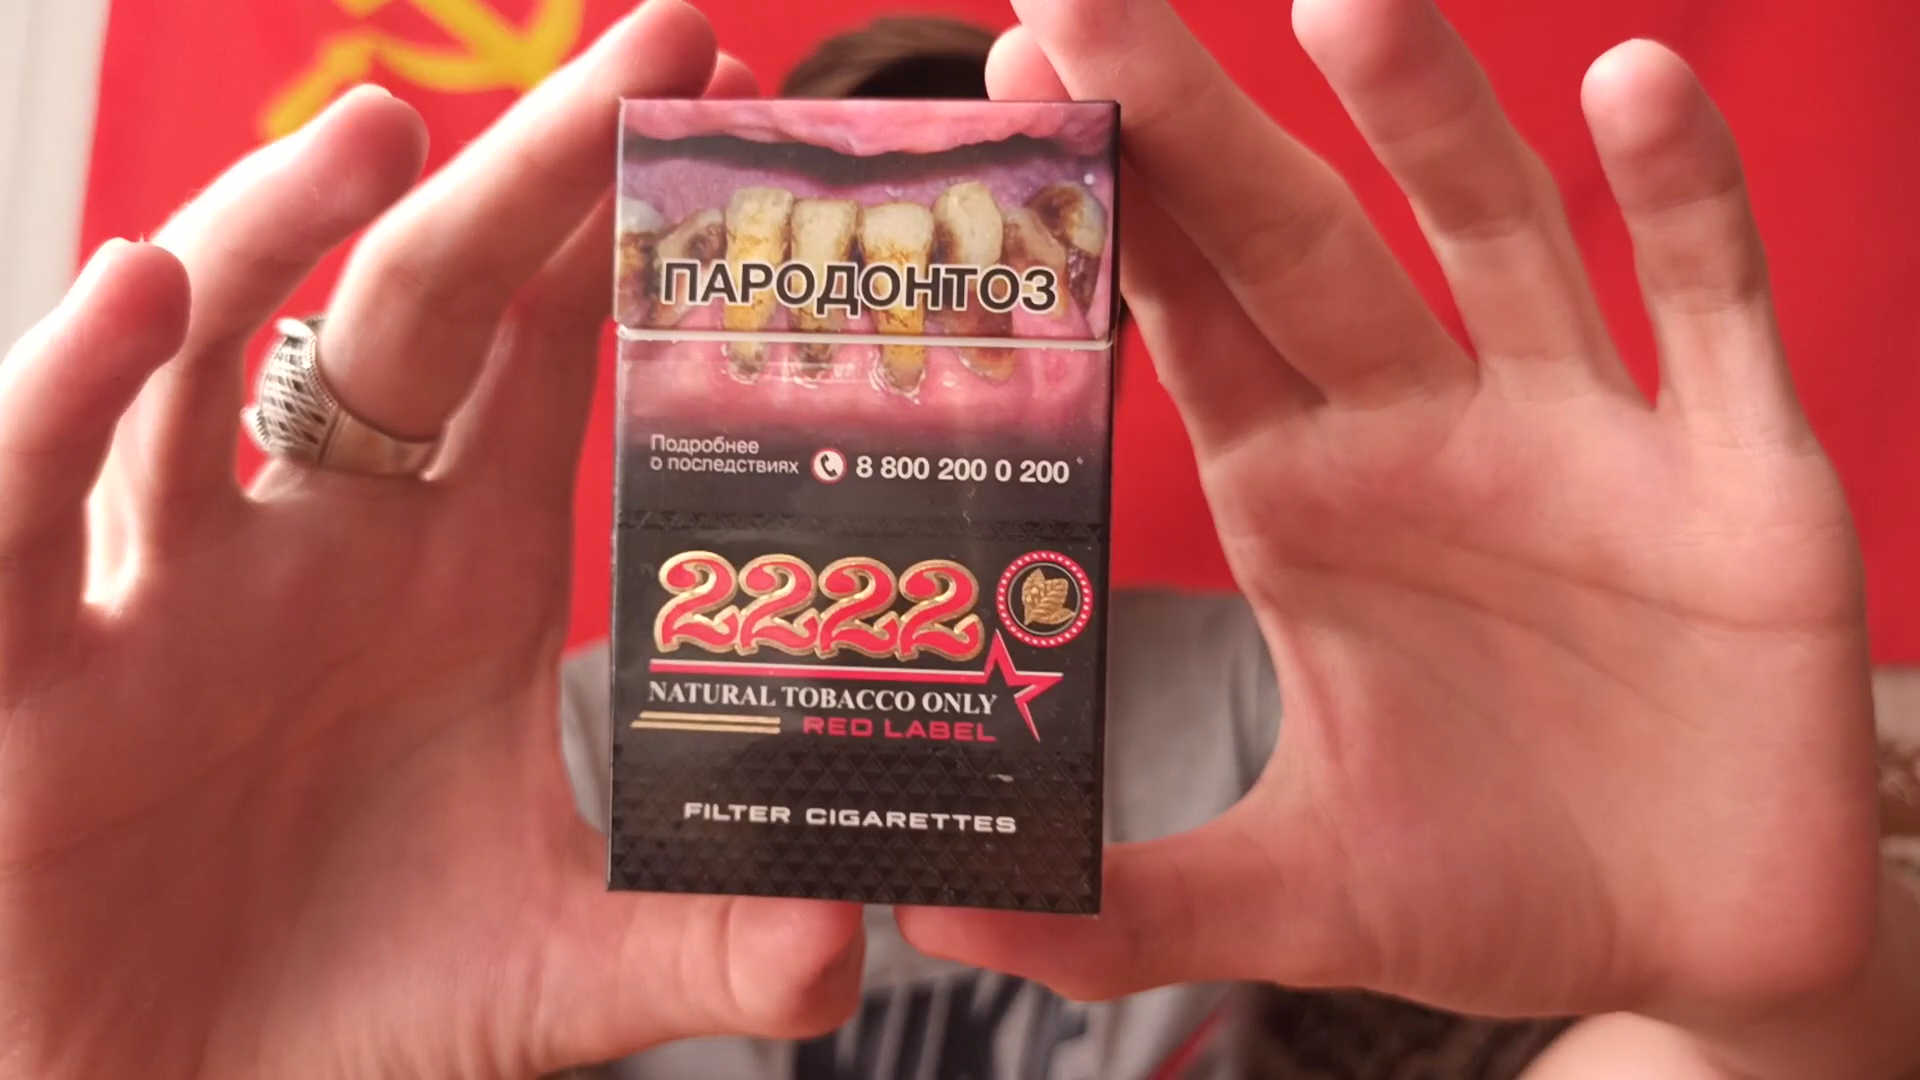 ПАРОДОНТОЗ
Подробнее
о последствиях 8 800 200 0 200
2222
NATURAL TOBACCO ONLY
RED LABEL
FILTER CIGARETTES